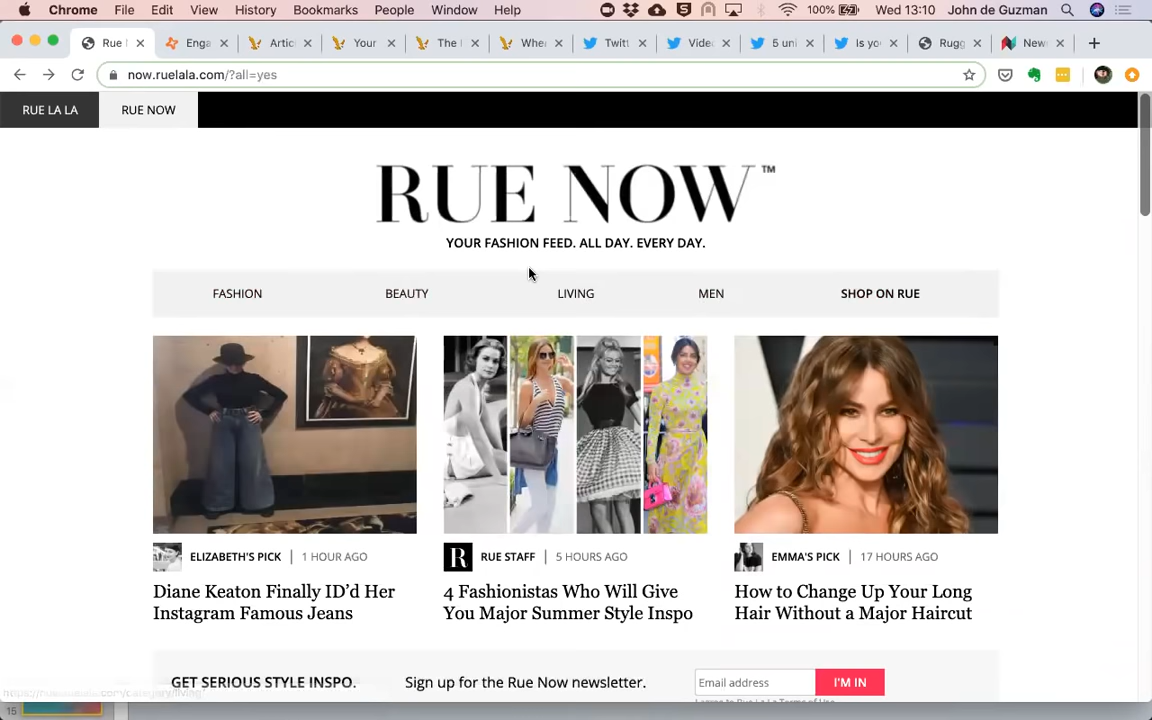 Chrome File Edit View History Bookmarks People Window Help 100% Wed 13:10 John de Guzman
Rue Enga Artic Your The Whe Twitt Vide 5 uni Is yo Rugg New
now.ruelala.com/?all=yes
RUE LA LA RUE NOW
RUE NOW™
YOUR FASHION FEED. ALL DAY. EVERY DAY.
FASHION BEAUTY LIVING MEN SHOP ON RUE
ELIZABETH'S PICK | 1 HOUR AGO
Diane Keaton Finally ID’d Her
Instagram Famous Jeans
R RUE STAFF | 5 HOURS AGO
4 Fashionistas Who Will Give
You Major Summer Style Inspo
EMMA'S PICK | 17 HOURS AGO
How to Change Up Your Long
Hair Without a Major Haircut
GET SERIOUS STYLE INSPO. Sign up for the Rue Now newsletter. Email address I'M IN
15